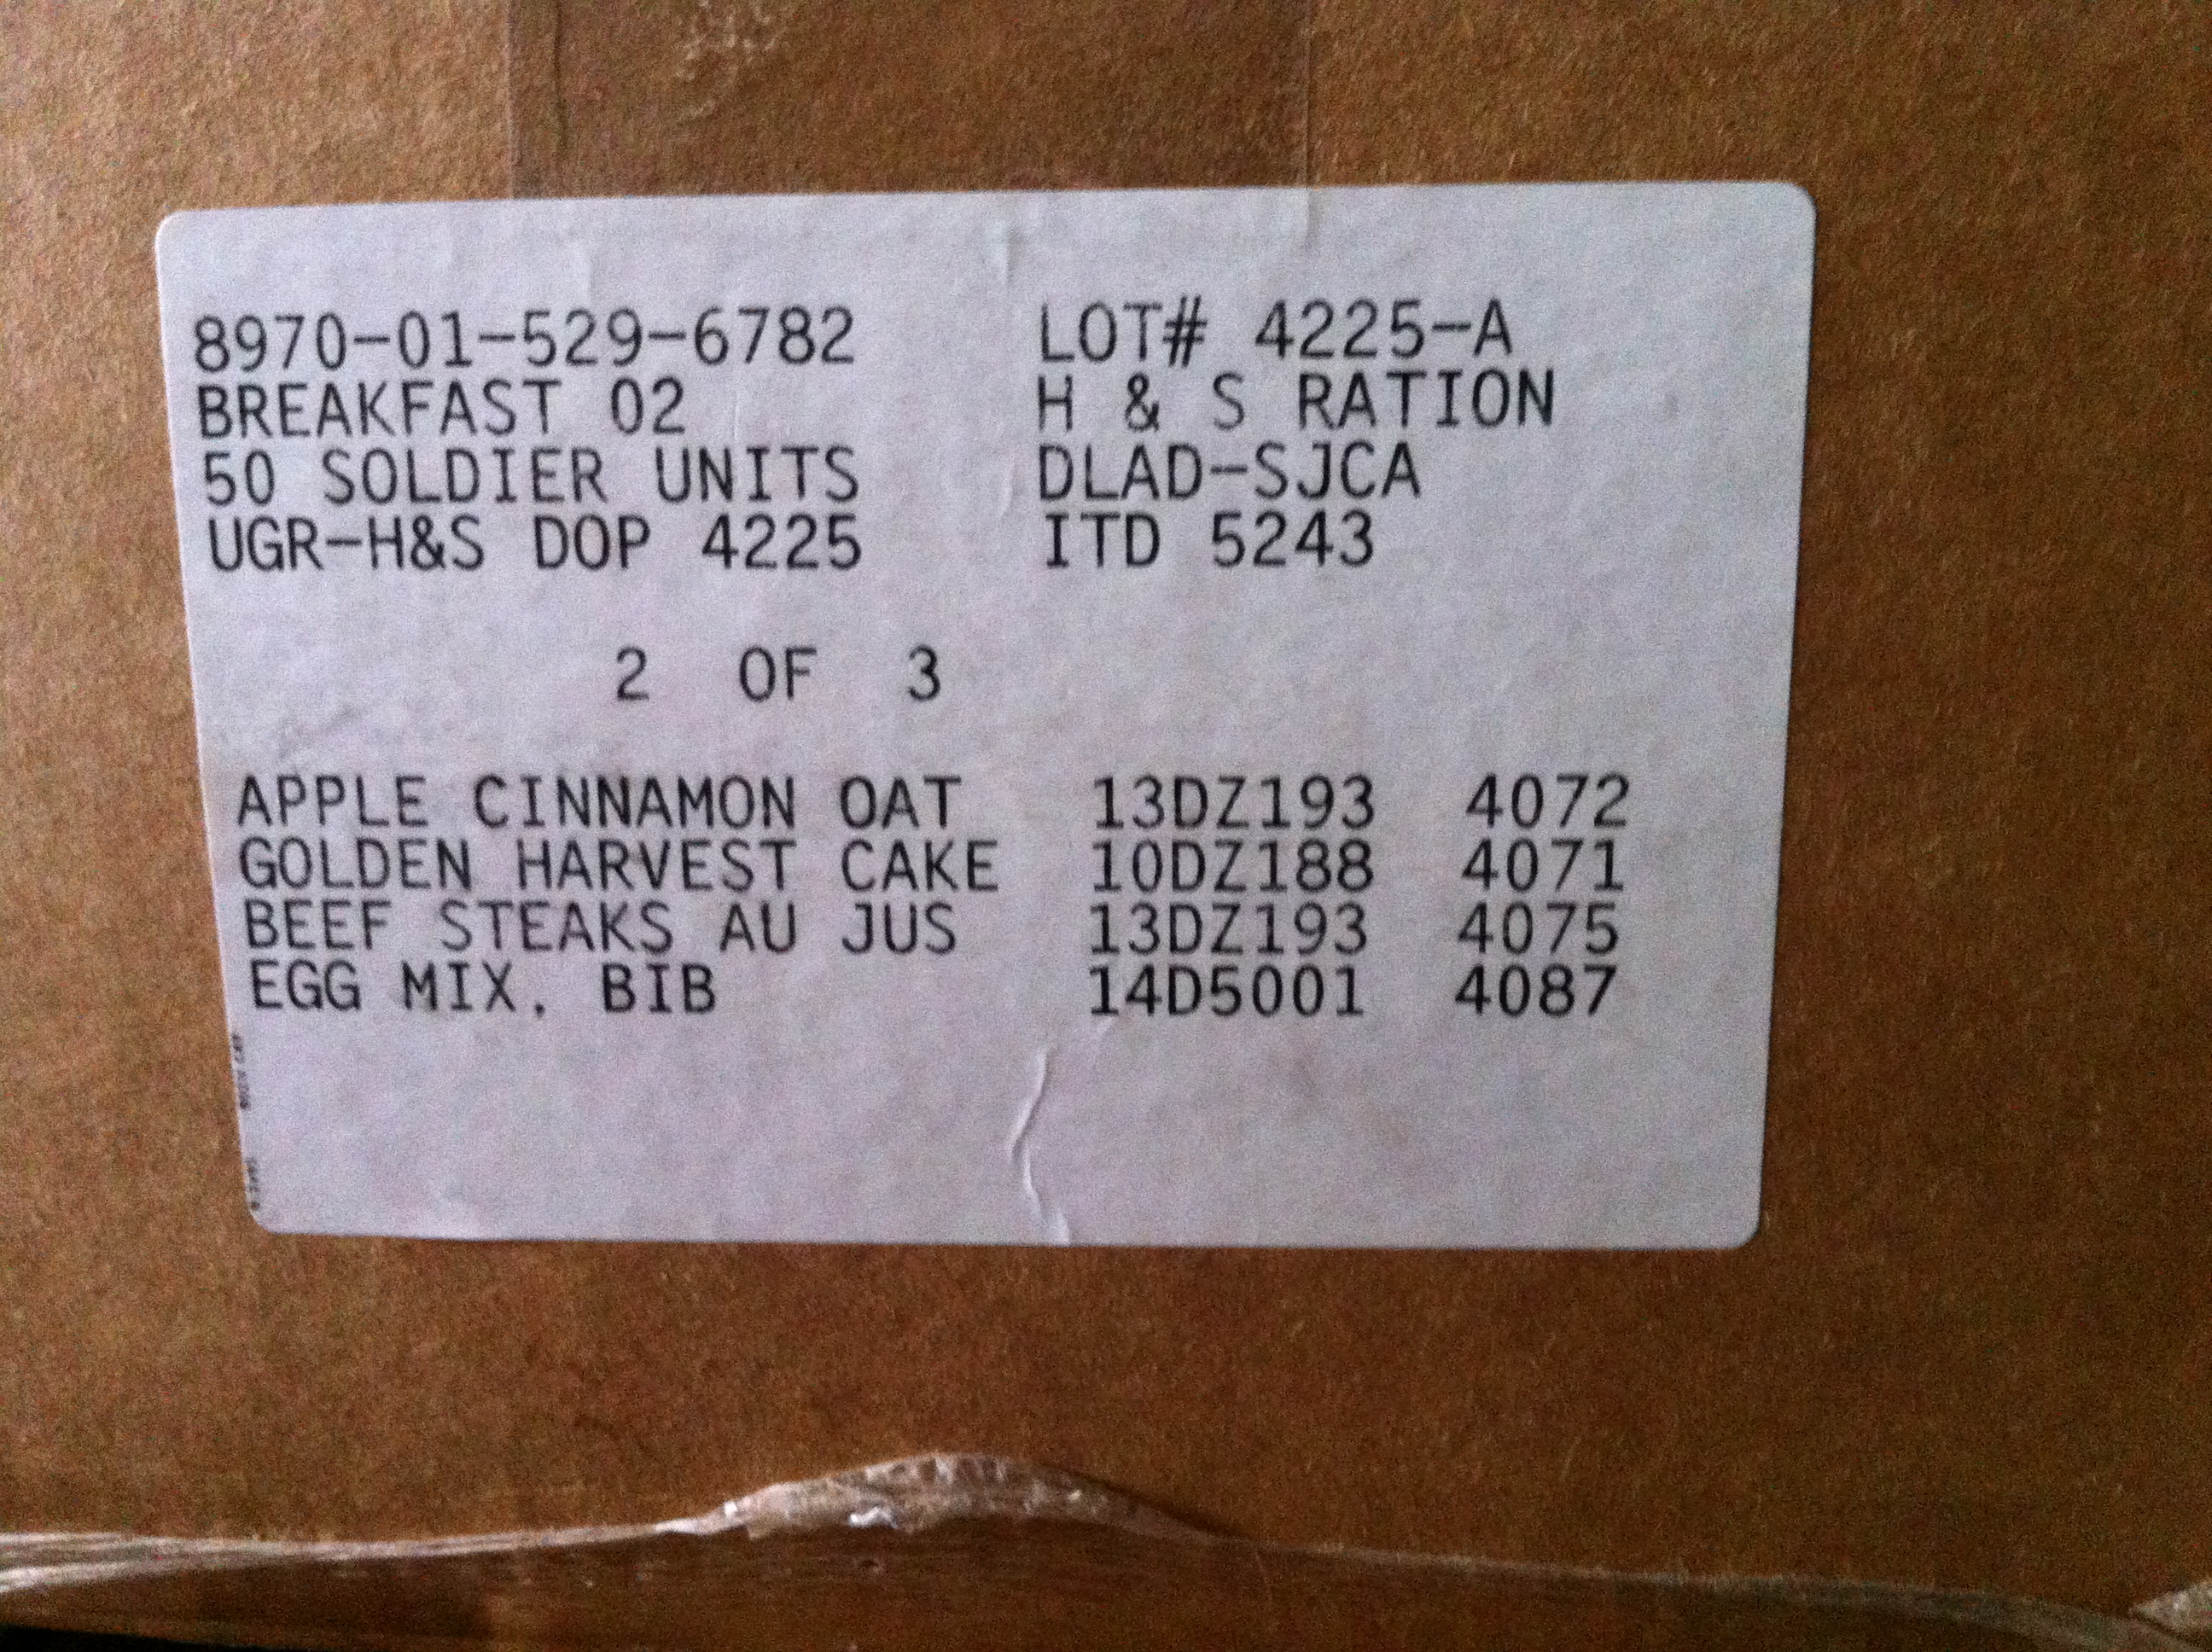 8970-01-529-6782 LOT# 4225-A
BREAKFAST 02 H & S RATION
50 SOLDIER UNITS DLAD-SJCA
UGR-H&S DOP 4225 ITD 5243
2 OF 3
APPLE CINNAMON OAT 13DZ193 4072
GOLDEN HARVEST CAKE 10DZ188 4071
BEEF STEAKS AU JUS 13DZ193 4075
EGG MIX, BIB 14D5001 4087